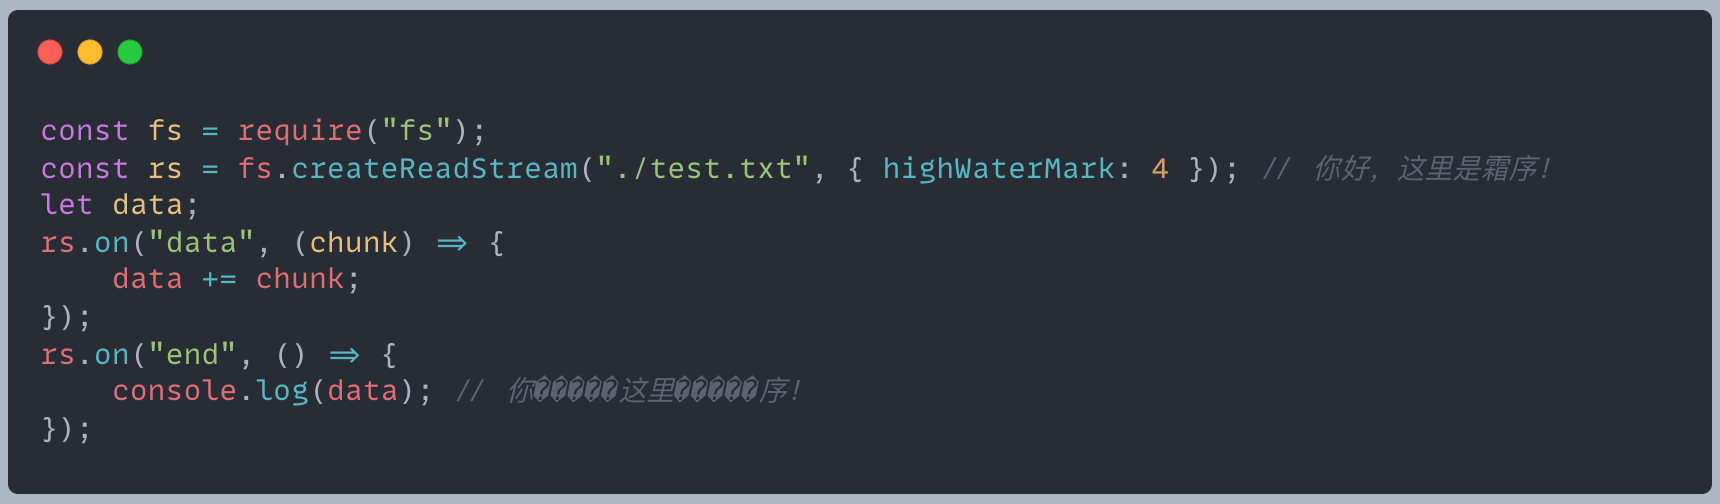 const fs = require("fs");
const rs = fs.createReadStream("./test.txt", { highWaterMark: 4 }); // 你好，这里是霜序！
let data;
rs.on("data", (chunk) => {
    data += chunk;
});
rs.on("end", () => {
    console.log(data); // 你�����这里�����序！
});